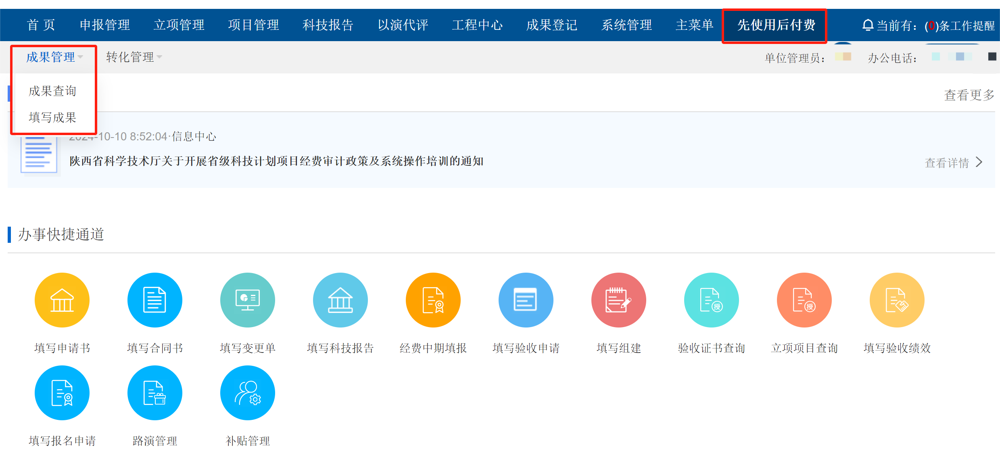 首 页 申报管理 立项管理 项目管理 科技报告 以演代评 工程中心 成果登记 系统管理 主菜单 先使用后付费 当前有：(0)条工作提醒
成果管理 转化管理 单位管理员： 办公电话：
成果查询
查看更多
填写成果
2024-10-10 8:52:04·信息中心
陕西省科学技术厅关于开展省级科技计划项目经费审计政策及系统操作培训的通知
查看详情
办事快捷通道
授 授
填写申请书 填写合同书 填写变更单 填写科技报告 经费中期填报 填写验收申请 填写组建 验收证书查询 立项项目查询 填写验收绩效
填写报名申请 路演管理 补贴管理